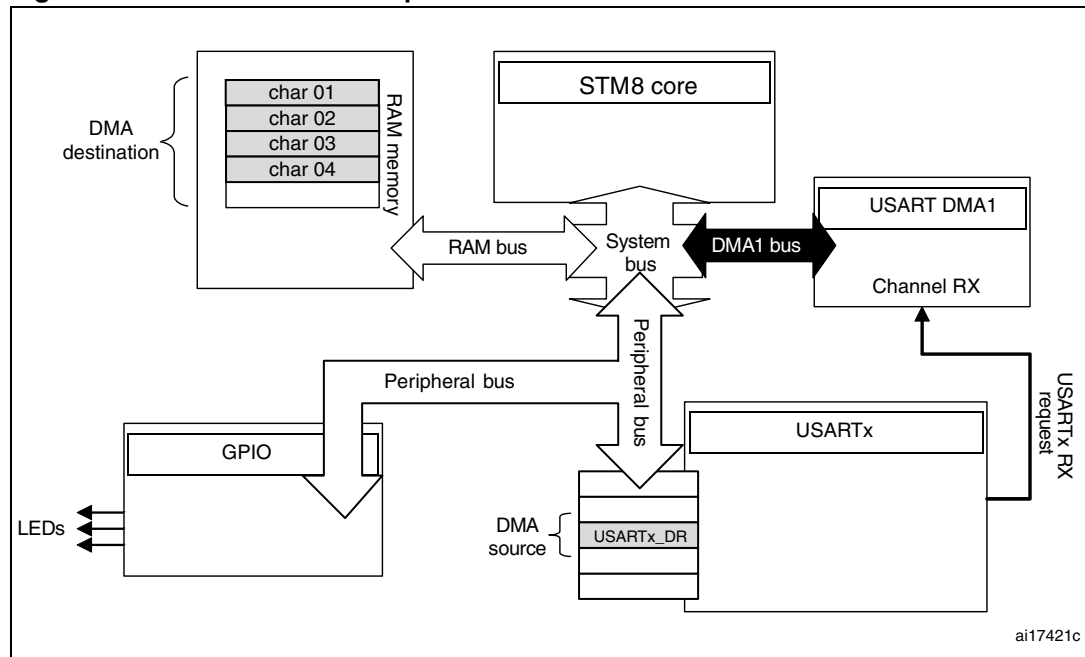 char 01
char 02
char 03
char 04
DMA
destination
RAM memory
STM8 core
USART DMA1
Channel RX
RAM bus
System
bus
DMA1 bus
Peripheral bus
Peripheral bus
USARTx RX
request
GPIO
LEDs
DMA
source
USARTx_DR
USARTx
ai17421c